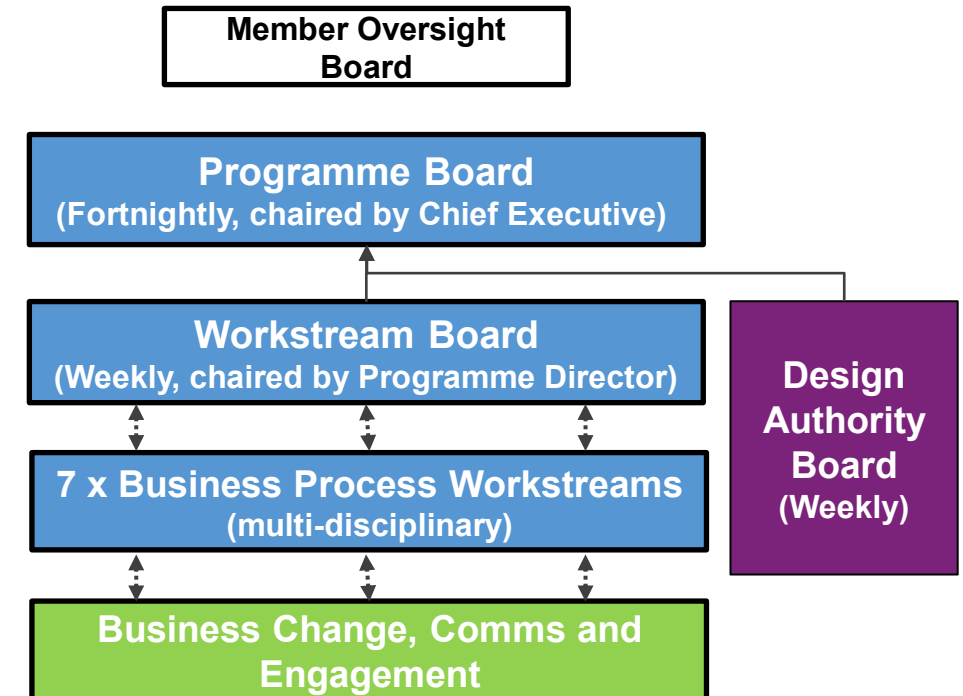 Member Oversight
Board
Programme Board
(Fortnightly, chaired by Chief Executive)
Workstream Board
(Weekly, chaired by Programme Director)
Design
Authority
Board
(Weekly)
7 x Business Process Workstreams
(multi-disciplinary)
Business Change, Comms and
Engagement